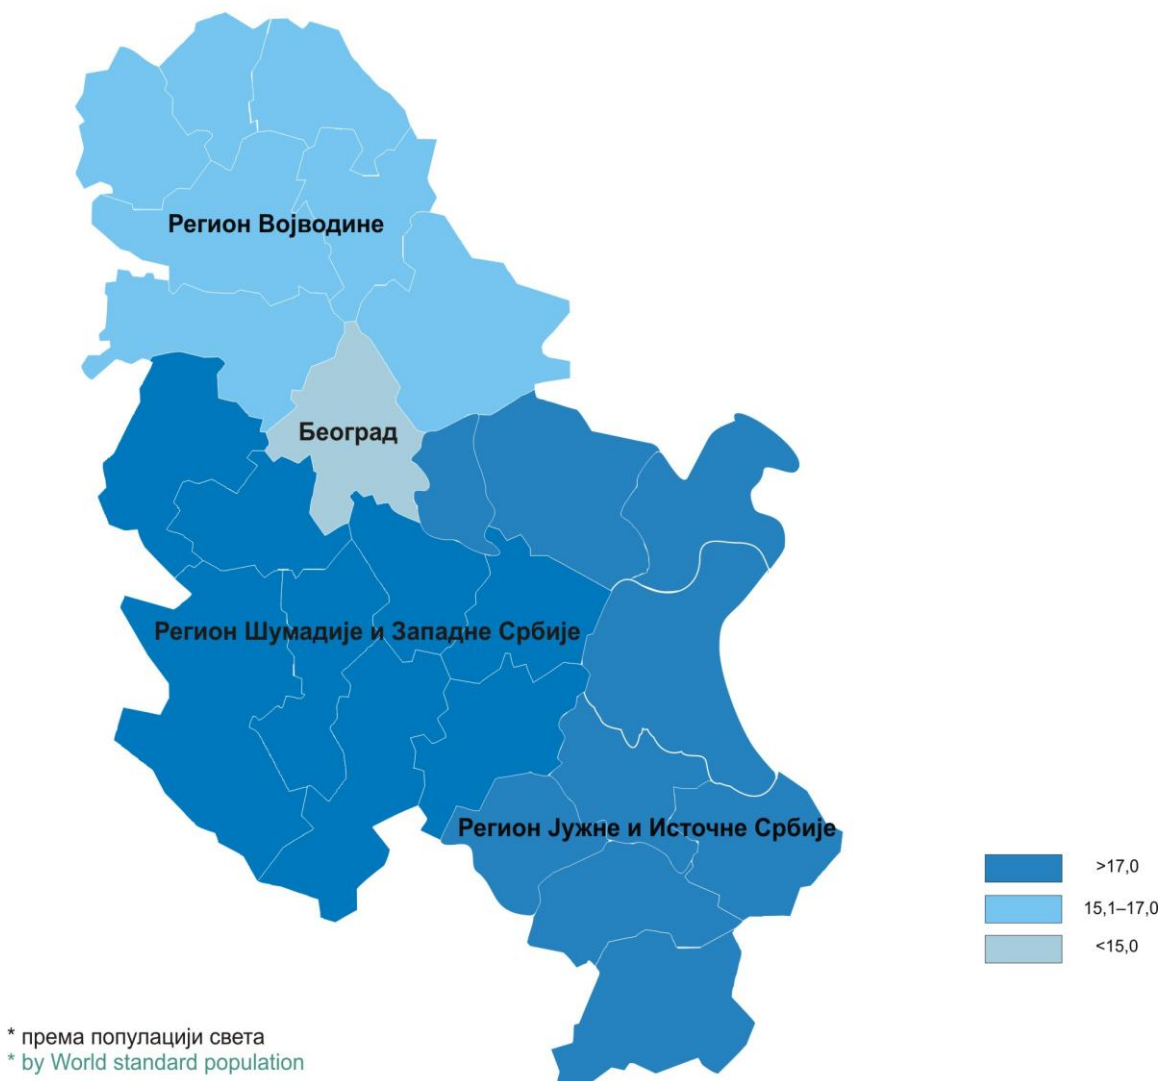 Регион Војводине
Београд
Регион Шумадије и Западне Србије
Регион Јужне и Источне Србије
>17,0
15,1–17,0
<15,0
* према популацији света
* by World standard population